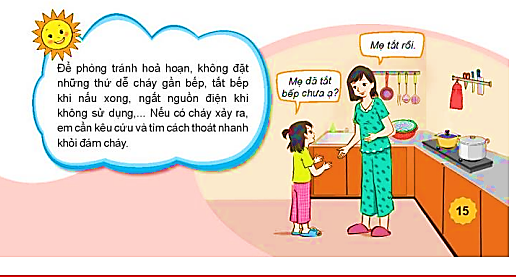 Để phòng tránh hoả hoạn, không đặt
những thứ dễ cháy gần bếp, tắt bếp
khi nấu xong, ngắt nguồn điện khi
không sử dụng,... Nếu có cháy xảy ra,
em cần kêu cứu và tìm cách thoát nhanh
khỏi đám cháy.
Mẹ tắt rồi.
Mẹ đã tắt
bếp chưa ạ?
15